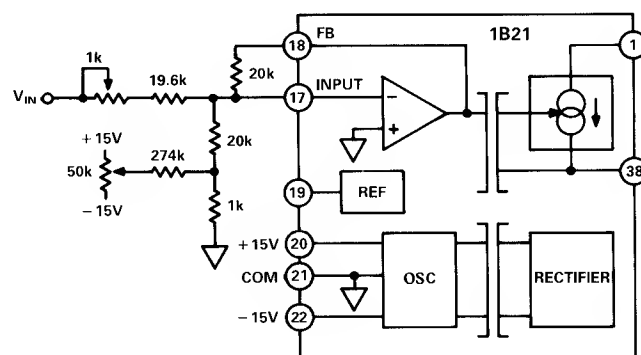 1B21
FB
18
1
1k
19.6k
20k
INPUT
17
VIN
−
+
+15V
50k
−15V
274k
20k
1k
38
19
REF
+15V
20
COM
21
−15V
22
OSC
RECTIFIER